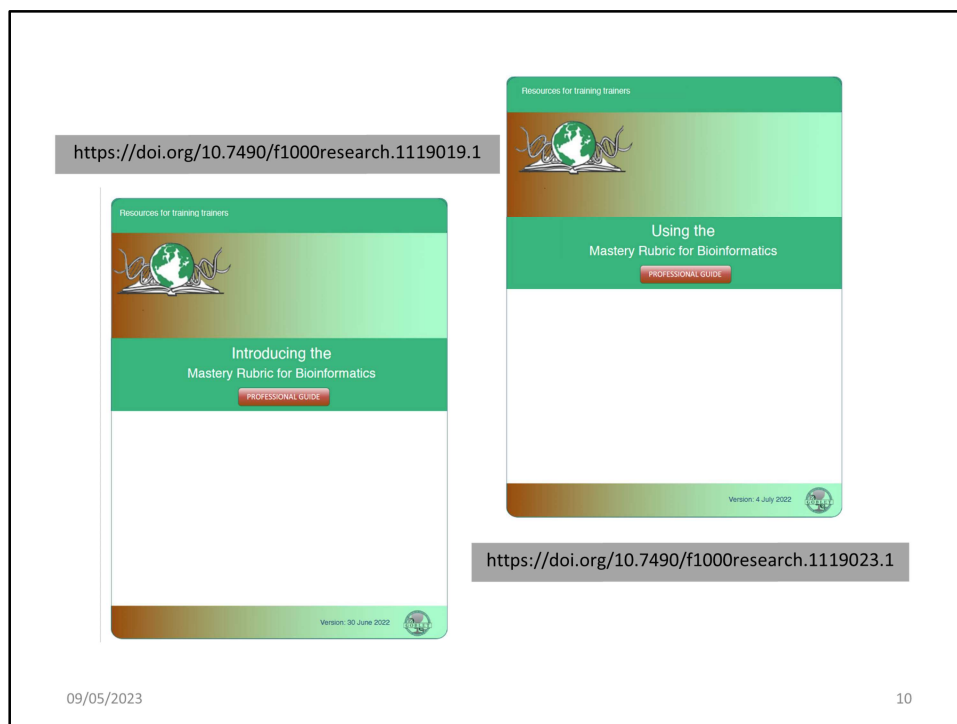 https://doi.org/10.7490/f1000research.1119019.1
Resources for training trainers
Introducing the
Mastery Rubric for Bioinformatics
PROFESSIONAL GUIDE
Version: 30 June 2022
Resources for training trainers
Using the
Mastery Rubric for Bioinformatics
PROFESSIONAL GUIDE
Version: 4 July 2022
https://doi.org/10.7490/f1000research.1119023.1
09/05/2023
10